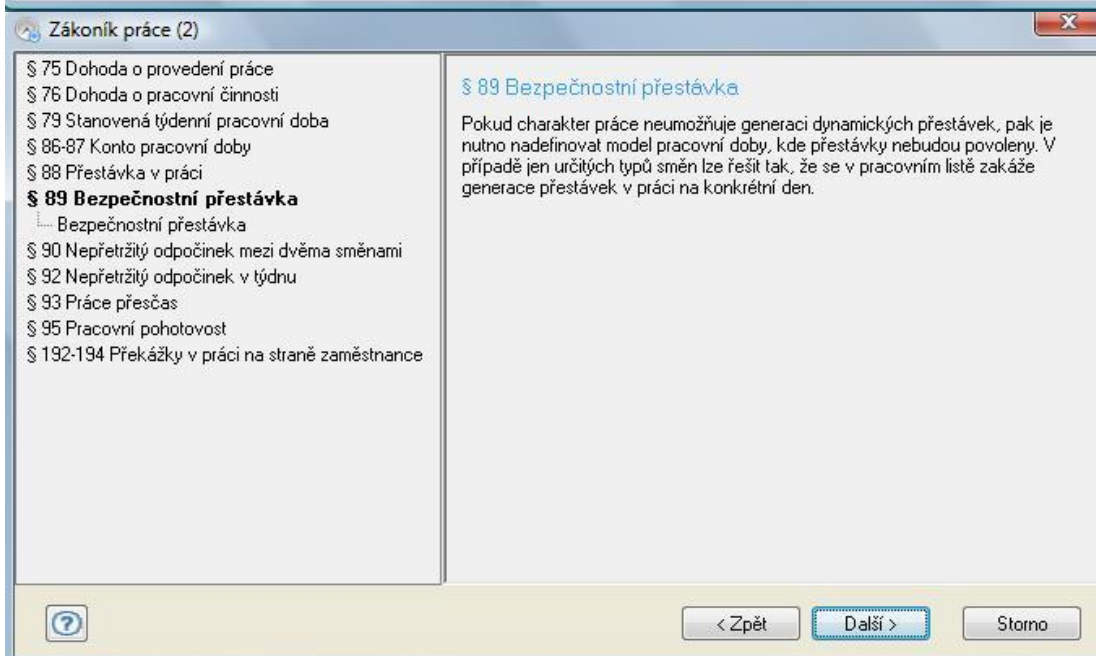 Zákoník práce (2)
§ 75 Dohoda o provedení práce
§ 76 Dohoda o pracovní činnosti
§ 79 Stanovená týdenní pracovní doba
§ 86-87 Konto pracovní doby
§ 88 Přestávka v práci
§ 89 Bezpečnostní přestávka
Bezpečnostní přestávka
§ 90 Nepřetržitý odpočinek mezi dvěma směnami
§ 92 Nepřetržitý odpočinek v týdnu
§ 93 Práce přesčas
§ 95 Pracovní pohotovost
§ 192-194 Překážky v práci na straně zaměstnance
§ 89 Bezpečnostní přestávka
Pokud charakter práce neumožňuje generaci dynamických přestávek, pak je
nutno nadefinovat model pracovní doby, kde přestávky nebudou povoleny. V
případě jen určitých typů směn lze řešit tak, že se v pracovním listě zakáže
generace přestávek v práci na konkrétní den.
< Zpět
Další >
Storno